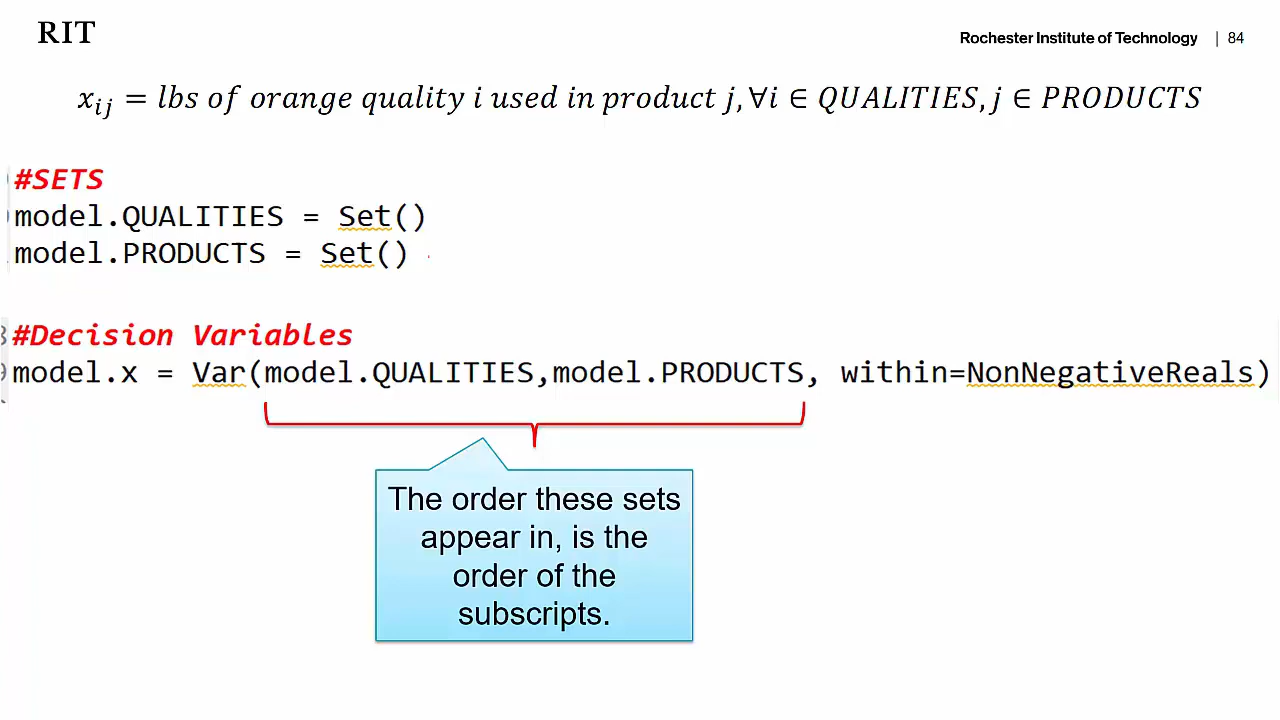 RIT
Rochester Institute of Technology | 84
x_{ij} = lbs of orange quality i used in product j, ∀i ∈ QUALITIES, j ∈ PRODUCTS
#SETS
model.QUALITIES = Set()
model.PRODUCTS = Set()
#Decision Variables
model.x = Var(model.QUALITIES,model.PRODUCTS, within=NonNegativeReals)
The order these sets
appear in, is the
order of the
subscripts.